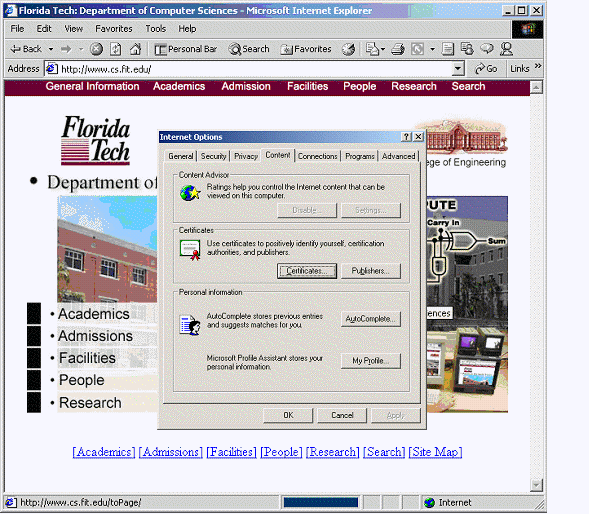 Florida Tech: Department of Computer Sciences - Microsoft Internet Explorer
File Edit View Favorites Tools Help
Back Personal Bar Search Favorites
Address http://www.cs.fit.edu/ Go Links »
General Information Academics Admission Facilities People Research Search
Florida
Tech
Internet Options
General Security Privacy Content Connections Programs Advanced
ge of Engineering
Content Advisor
Ratings help you control the Internet content that can be
viewed on this computer.
Disable... Settings...
• Department of
PUTE
Carry In
Sum
Certificates
Use certificates to positively identify yourself, certification
authorities, and publishers.
Certificates... Publishers...
Personal information
AutoComplete stores previous entries
and suggests matches for you.
AutoComplete...
Microsoft Profile Assistant stores your
personal information.
My Profile...
ences
• Academics
• Admissions
• Facilities
• People
• Research
OK Cancel Apply
[Academics] [Admissions] [Facilities] [People] [Research] [Search] [Site Map]
http://www.cs.fit.edu/toPage/ Internet